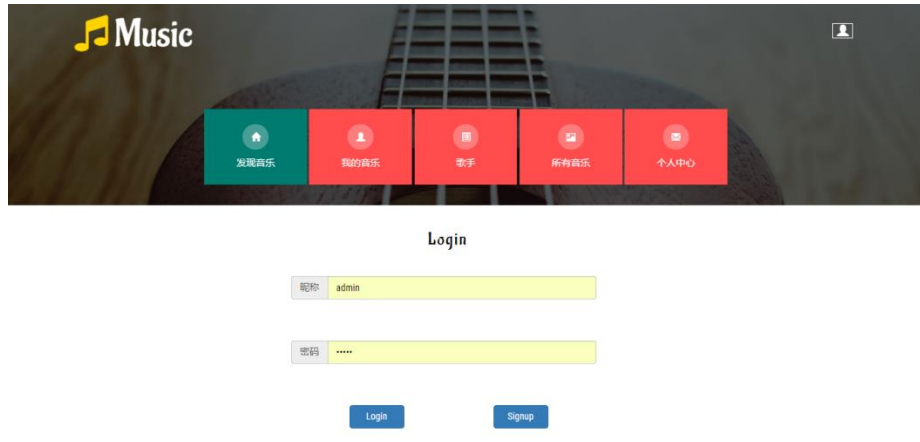 Music
发现音乐
我的音乐
歌手
所有音乐
个人中心
Login
昵称 admin
密码 •••••
Login Signup